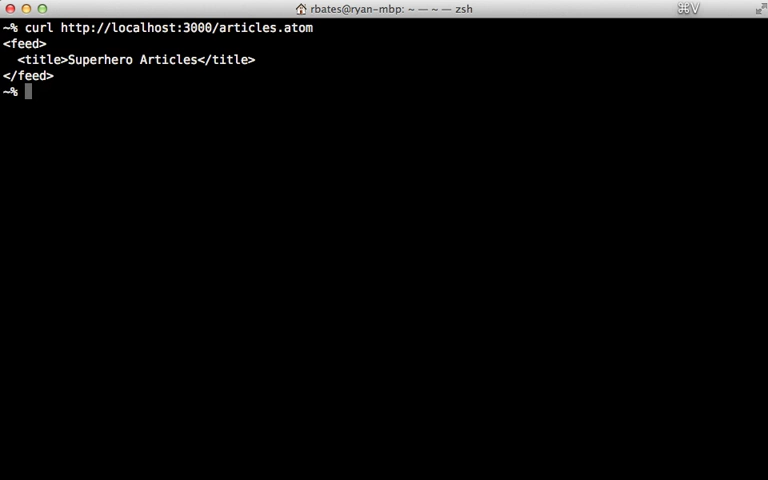 rbates@ryan-mbp: ~ — ~ — zsh
⌘V
~% curl http://localhost:3000/articles.atom
<feed>
  <title>Superhero Articles</title>
</feed>
~%